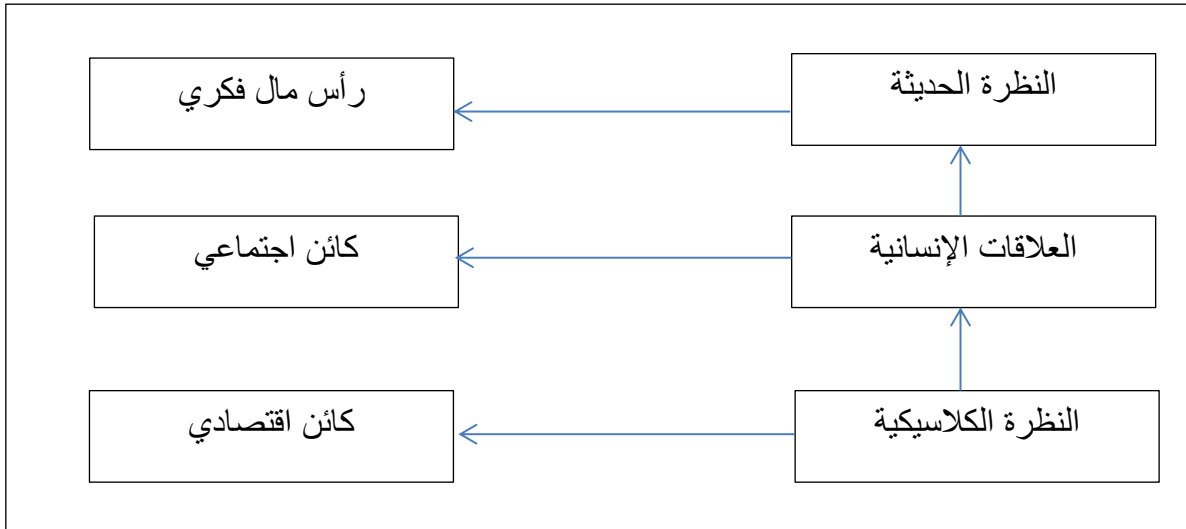 النظرة الحديثة
رأس مال فكري
العلاقات الإنسانية
كائن اجتماعي
النظرة الكلاسيكية
كائن اقتصادي